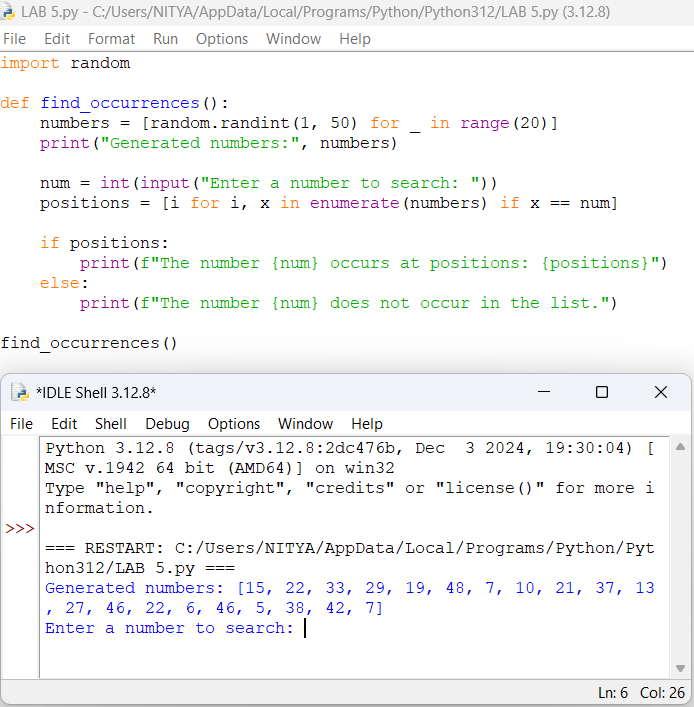 LAB 5.py - C:/Users/NITYA/AppData/Local/Programs/Python/Python312/LAB 5.py (3.12.8)
File Edit Format Run Options Window Help
import random

def find_occurrences():
    numbers = [random.randint(1, 50) for _ in range(20)]
    print("Generated numbers:", numbers)

    num = int(input("Enter a number to search: "))
    positions = [i for i, x in enumerate(numbers) if x == num]

    if positions:
        print(f"The number {num} occurs at positions: {positions}")
    else:
        print(f"The number {num} does not occur in the list.")

find_occurrences()
*IDLE Shell 3.12.8*
File Edit Shell Debug Options Window Help
Python 3.12.8 (tags/v3.12.8:2dc476b, Dec  3 2024, 19:30:04) [
MSC v.1942 64 bit (AMD64)] on win32
Type "help", "copyright", "credits" or "license()" for more i
nformation.
>>>
=== RESTART: C:/Users/NITYA/AppData/Local/Programs/Python/Pyt
hon312/LAB 5.py ===
Generated numbers: [15, 22, 33, 29, 19, 48, 7, 10, 21, 37, 13
, 27, 46, 22, 6, 46, 5, 38, 42, 7]
Enter a number to search:
Ln: 6 Col: 26